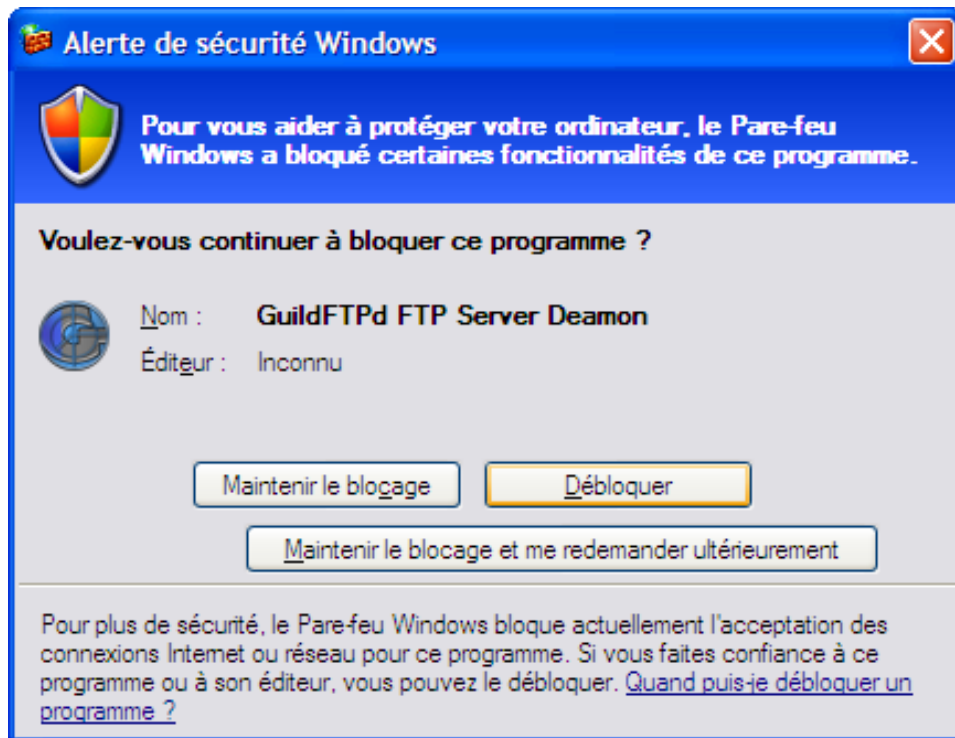 Alerte de sécurité Windows
Pour vous aider à protéger votre ordinateur, le Pare-feu
Windows a bloqué certaines fonctionnalités de ce programme.
Voulez-vous continuer à bloquer ce programme ?
Nom : GuildFTPd FTP Server Deamon
Éditeur : Inconnu
Maintenir le blocage Débloquer
Maintenir le blocage et me redemander ultérieurement
Pour plus de sécurité, le Pare-feu Windows bloque actuellement l'acceptation des
connexions Internet ou réseau pour ce programme. Si vous faites confiance à ce
programme ou à son éditeur, vous pouvez le débloquer. Quand puis-je débloquer un
programme ?